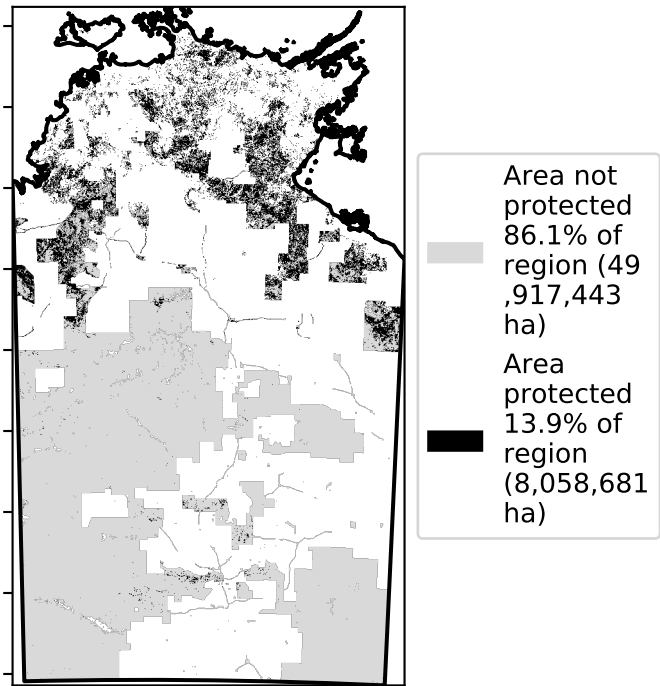 Area not
protected
86.1% of
region (49
,917,443
ha)
Area
protected
13.9% of
region
(8,058,681
ha)